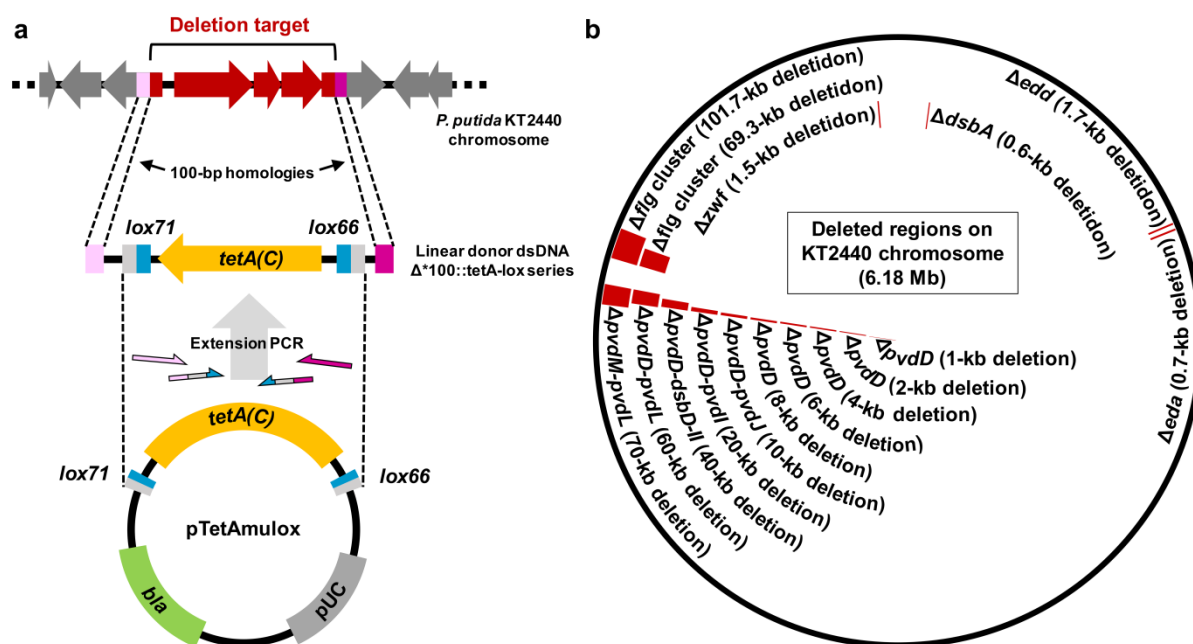 a
Deletion target
P. putida KT2440
chromosome
100-bp homologies
lox71
lox66
tetA(C)
Linear donor dsDNA
Δ*100::tetA-lox series
Extension PCR
tetA(C)
lox71
lox66
pTetAmulox
bla
pUC
b
Δflg cluster (101.7-kb deletidon)
Δflg cluster (69.3-kb deletidon)
Δzwf (1.5-kb deletidon)
ΔdsbA (0.6-kb deletidon)
Δedd (1.7-kb deletidon)
Δeda (0.7-kb deletion)
Deleted regions on
KT2440 chromosome
(6.18 Mb)
ΔpvdM-pvdL (70-kb deletion)
ΔpvdD-pvdL (60-kb deletion)
ΔpvdD-dsbD-II (40-kb deletion)
ΔpvdD-pvdI (20-kb deletion)
ΔpvdD-pvdJ (10-kb deletion)
ΔpvdD (8-kb deletion)
ΔpvdD (6-kb deletion)
ΔpvdD (4-kb deletion)
ΔpvdD (2-kb deletion)
ΔpvdD (1-kb deletion)